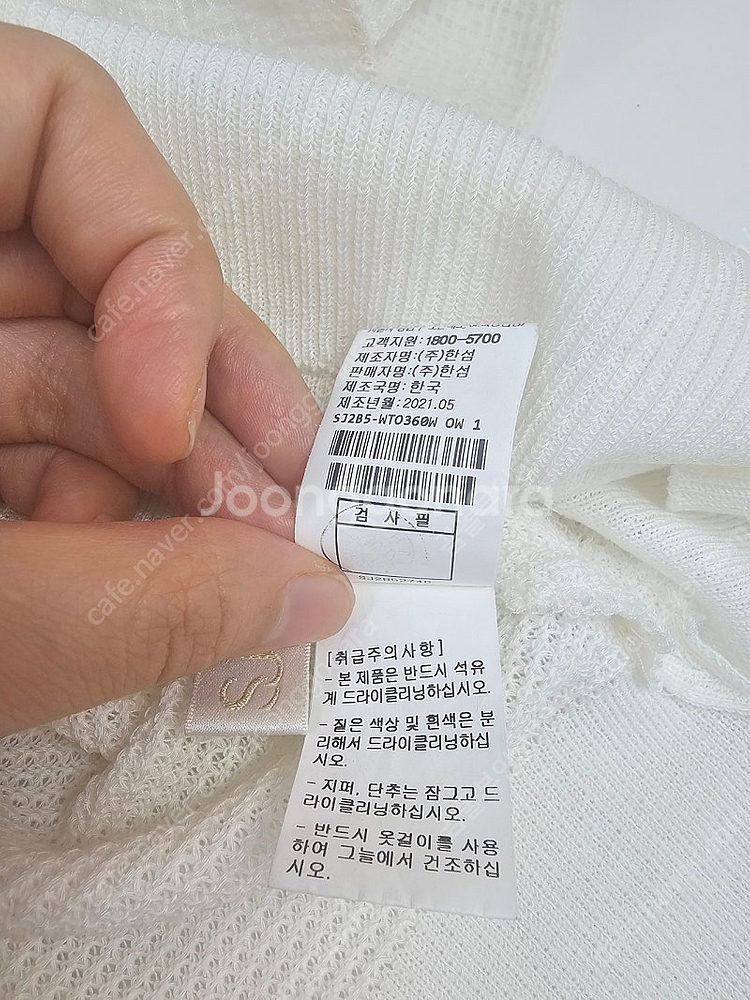 고객지원:1800-5700
제조자명:(주)한섬
판매자명:(주)한섬
제조국명:한국
제조년월:2021.05
SJ2B5-WTO360W OW 1
검 사 필
[취급주의사항]
- 본 제품은 반드시 석유
계 드라이클리닝하십시오.
- 짙은 색상 및 흰색은 분
리해서 드라이클리닝하십
시오.
- 지퍼, 단추는 잠그고 드
라이클리닝하십시오.
- 반드시 옷걸이를 사용
하여 그늘에서 건조하십
시오.
Joonggonara
cafe.naver.com/joonggonara